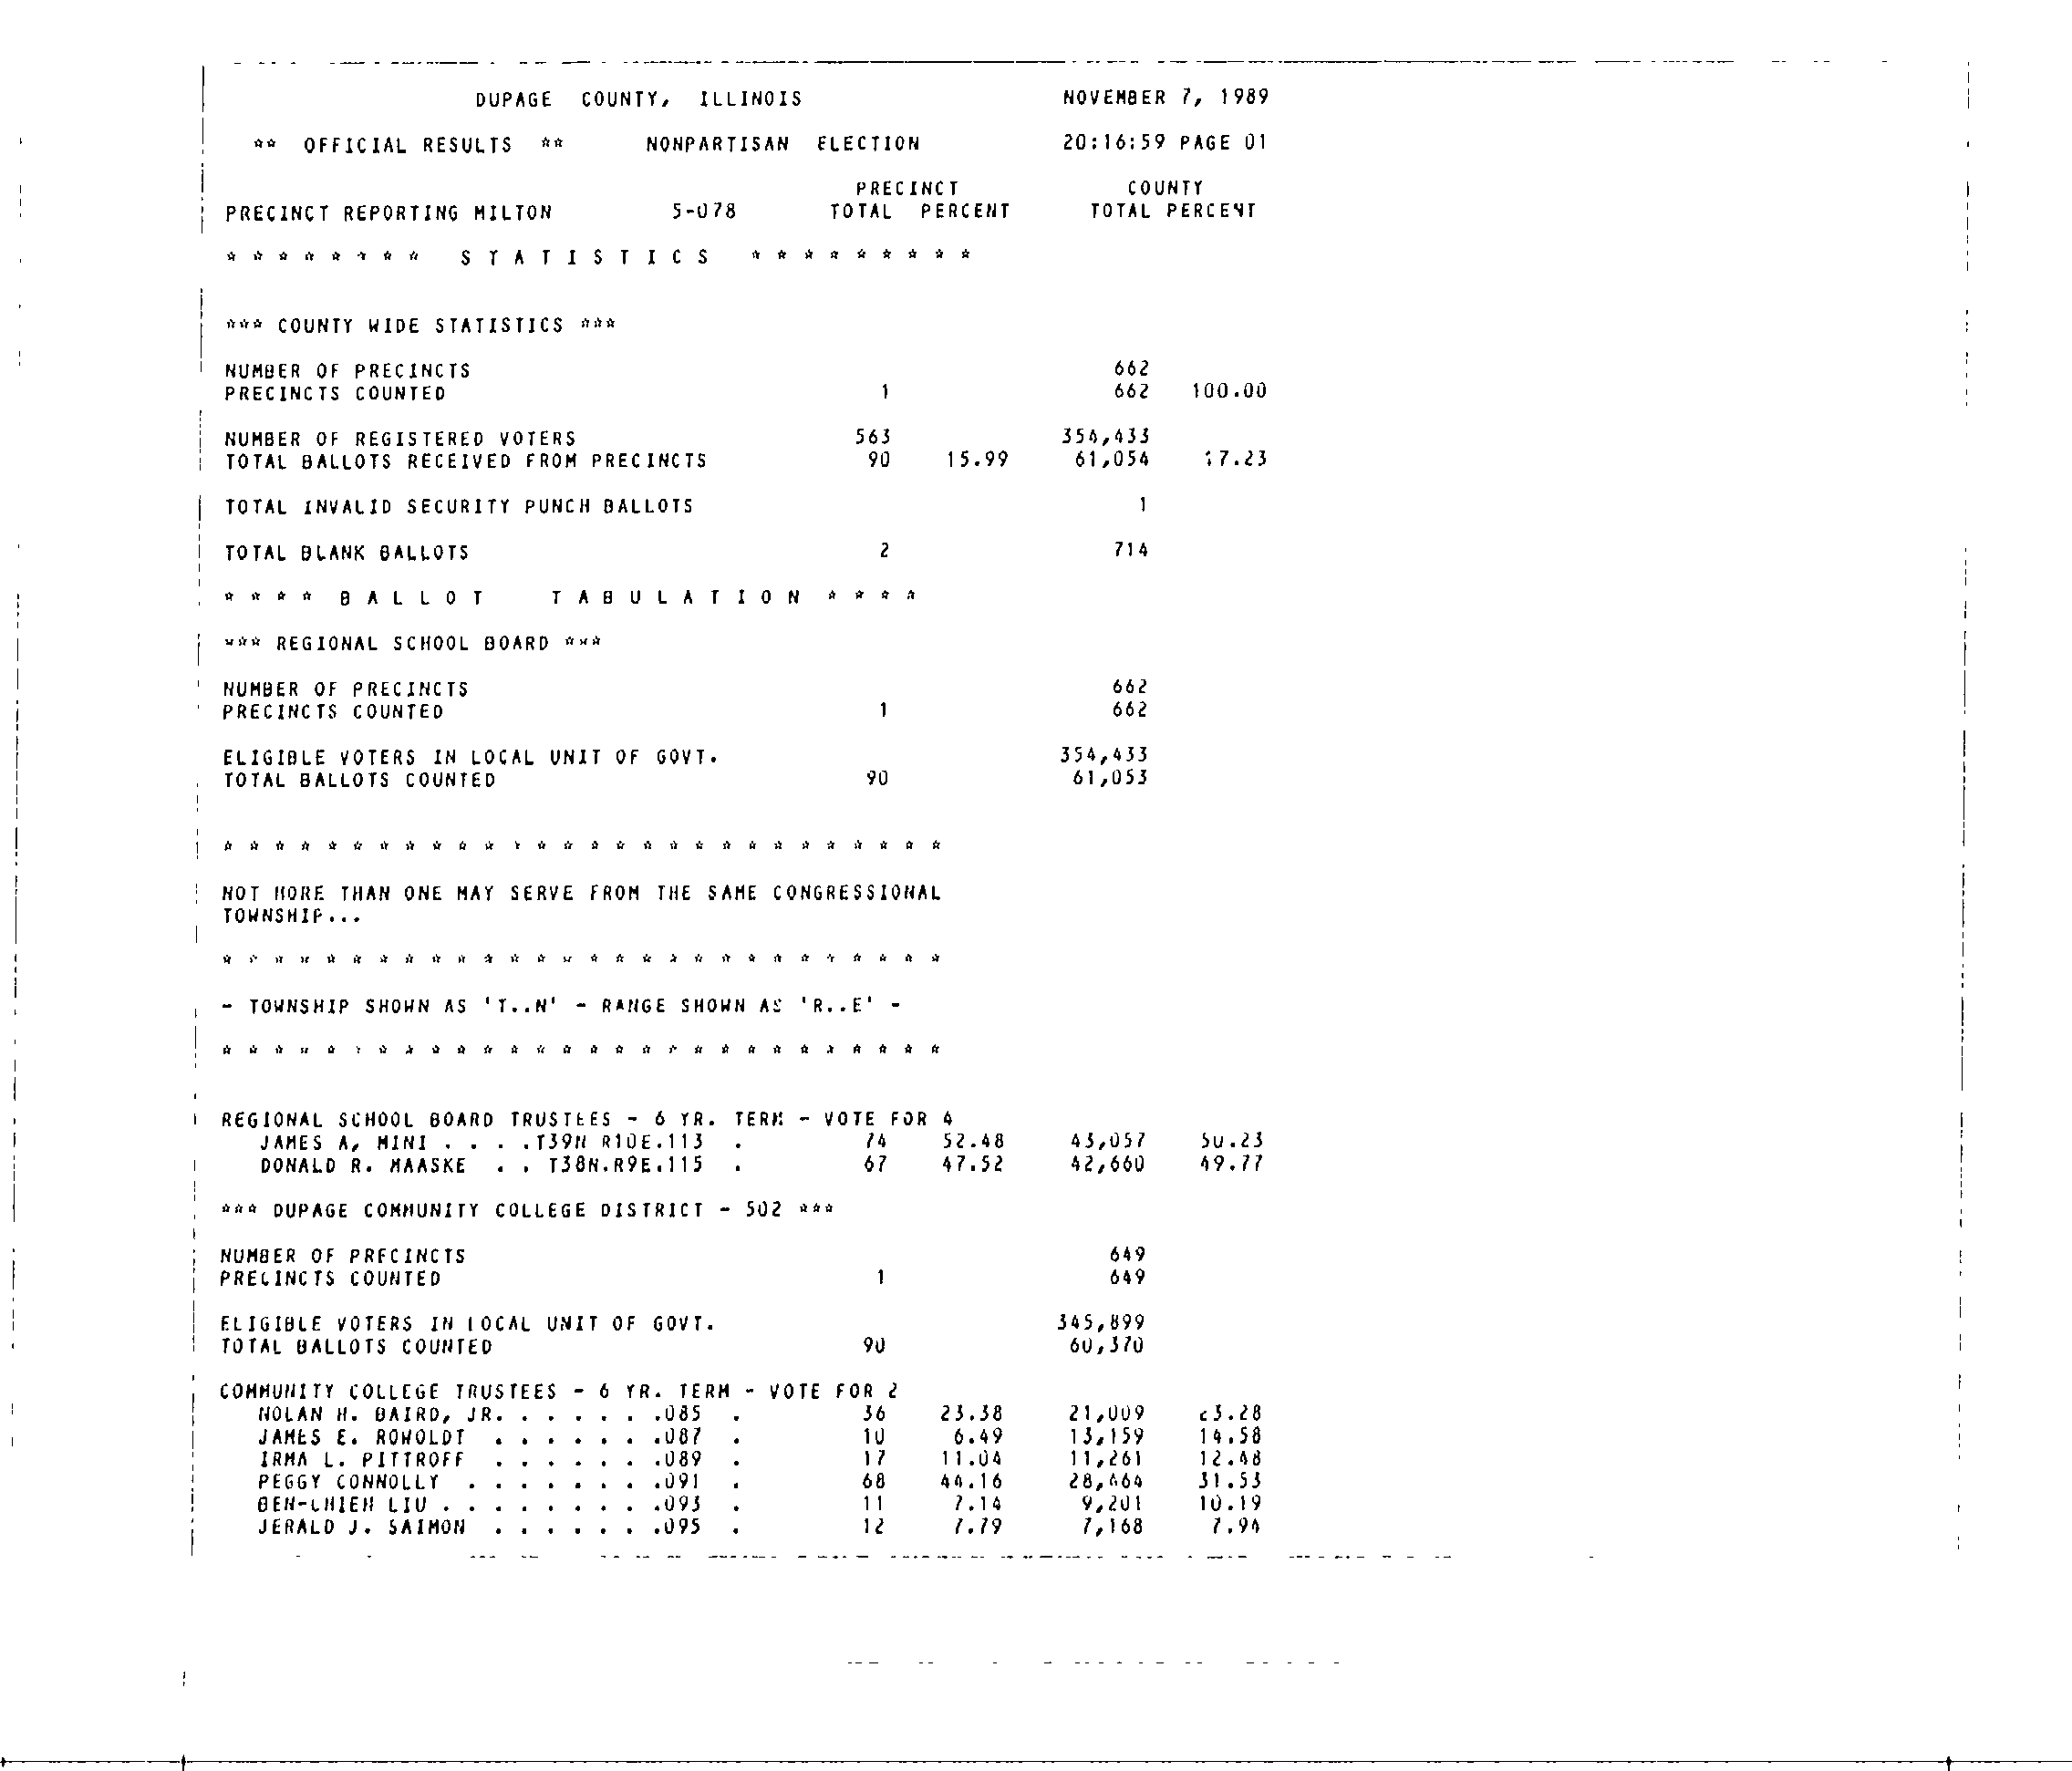 DUPAGE COUNTY, ILLINOIS NOVEMBER 7, 1989
** OFFICIAL RESULTS ** NONPARTISAN ELECTION 20:16:59 PAGE 01
PRECINCT COUNTY
PRECINCT REPORTING MILTON 5-078 TOTAL PERCENT TOTAL PERCENT
* * * * * * * * S T A T I S T I C S * * * * * * * * *
*** COUNTY WIDE STATISTICS ***
NUMBER OF PRECINCTS 662
PRECINCTS COUNTED 1 662 100.00
NUMBER OF REGISTERED VOTERS 563 354,433
TOTAL BALLOTS RECEIVED FROM PRECINCTS 90 15.99 61,054 17.23
TOTAL INVALID SECURITY PUNCH BALLOTS 1
TOTAL BLANK BALLOTS 2 714
* * * * B A L L O T T A B U L A T I O N * * * *
*** REGIONAL SCHOOL BOARD ***
NUMBER OF PRECINCTS 662
PRECINCTS COUNTED 1 662
ELIGIBLE VOTERS IN LOCAL UNIT OF GOVT. 354,433
TOTAL BALLOTS COUNTED 90 61,053
* * * * * * * * * * * * * * * * * * * * * * * * * * * *
NOT MORE THAN ONE MAY SERVE FROM THE SAME CONGRESSIONAL
TOWNSHIP...
* * * * * * * * * * * * * * * * * * * * * * * * * * * *
- TOWNSHIP SHOWN AS 'T..N' - RANGE SHOWN AS 'R..E' -
* * * * * * * * * * * * * * * * * * * * * * * * * * * *
REGIONAL SCHOOL BOARD TRUSTEES - 6 YR. TERM - VOTE FOR 4
JAMES A, MINI . . . .T39N R10E.113 . 74 52.48 43,057 50.23
DONALD R. MAASKE . . T38N.R9E.115 . 67 47.52 42,660 49.77
*** DUPAGE COMMUNITY COLLEGE DISTRICT - 502 ***
NUMBER OF PRECINCTS 649
PRECINCTS COUNTED 1 649
ELIGIBLE VOTERS IN LOCAL UNIT OF GOVT. 345,899
TOTAL BALLOTS COUNTED 90 60,370
COMMUNITY COLLEGE TRUSTEES - 6 YR. TERM - VOTE FOR 2
NOLAN H. BAIRD, JR. . . . . . .085 . 36 23.38 21,009 23.28
JAMES E. ROWOLDT . . . . . . .087 . 10 6.49 13,159 14.58
IRMA L. PITTROFF . . . . . . .089 . 17 11.04 11,261 12.48
PEGGY CONNOLLY . . . . . . . .091 . 68 44.16 28,464 31.53
BEN-CHIEH LIU . . . . . . . . .093 . 11 7.14 9,201 10.19
JERALD J. SAIMON . . . . . . .095 . 12 7.79 7,168 7.94